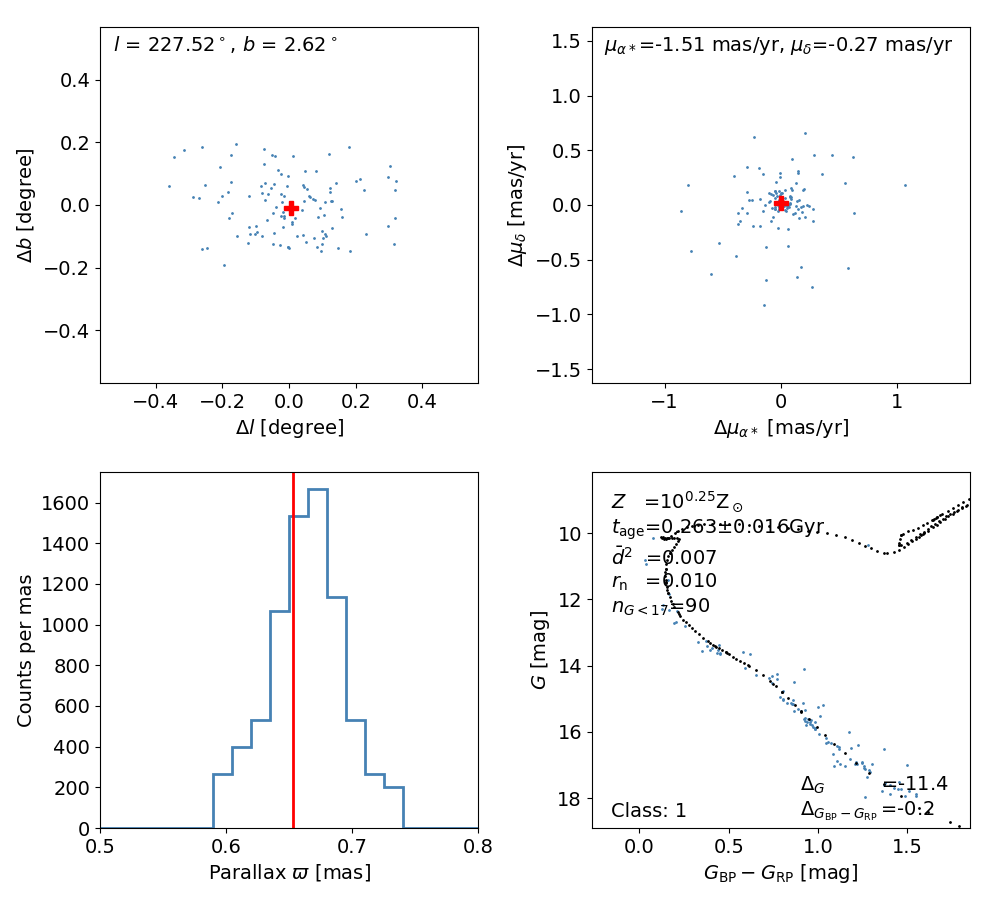 l = 227.52°, b = 2.62°
0.4
0.2
0.0
−0.2
−0.4
Δb [degree]
−0.4 −0.2 0.0 0.2 0.4
Δl [degree]
μα*=-1.51 mas/yr, μδ=-0.27 mas/yr
1.5
1.0
0.5
0.0
−0.5
−1.0
−1.5
Δμδ [mas/yr]
−1 0 1
Δμα* [mas/yr]
1600
1400
1200
1000
800
600
400
200
0
Counts per mas
0.5 0.6 0.7 0.8
Parallax ϖ [mas]
Z =10^0.25 Z⊙
t_age=0.263±0.016Gyr
d̄² =0.007
r_n =0.010
n_G<17=90
10
12
14
16
18
G [mag]
Δ_G =-11.4
Δ_G_BP−G_RP =-0.2
Class: 1
0.0 0.5 1.0 1.5
G_BP − G_RP [mag]